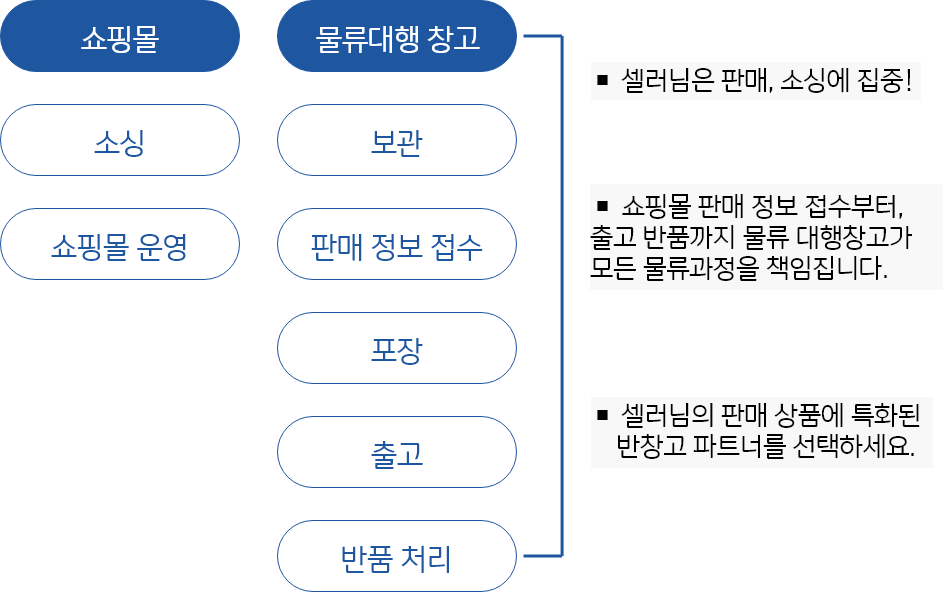 쇼핑몰
소싱
쇼핑몰 운영
물류대행 창고
보관
판매 정보 접수
포장
출고
반품 처리
▪ 셀러님은 판매, 소싱에 집중!
▪ 쇼핑몰 판매 정보 접수부터,
출고 반품까지 물류 대행창고가
모든 물류과정을 책임집니다.
▪ 셀러님의 판매 상품에 특화된
반창고 파트너를 선택하세요.